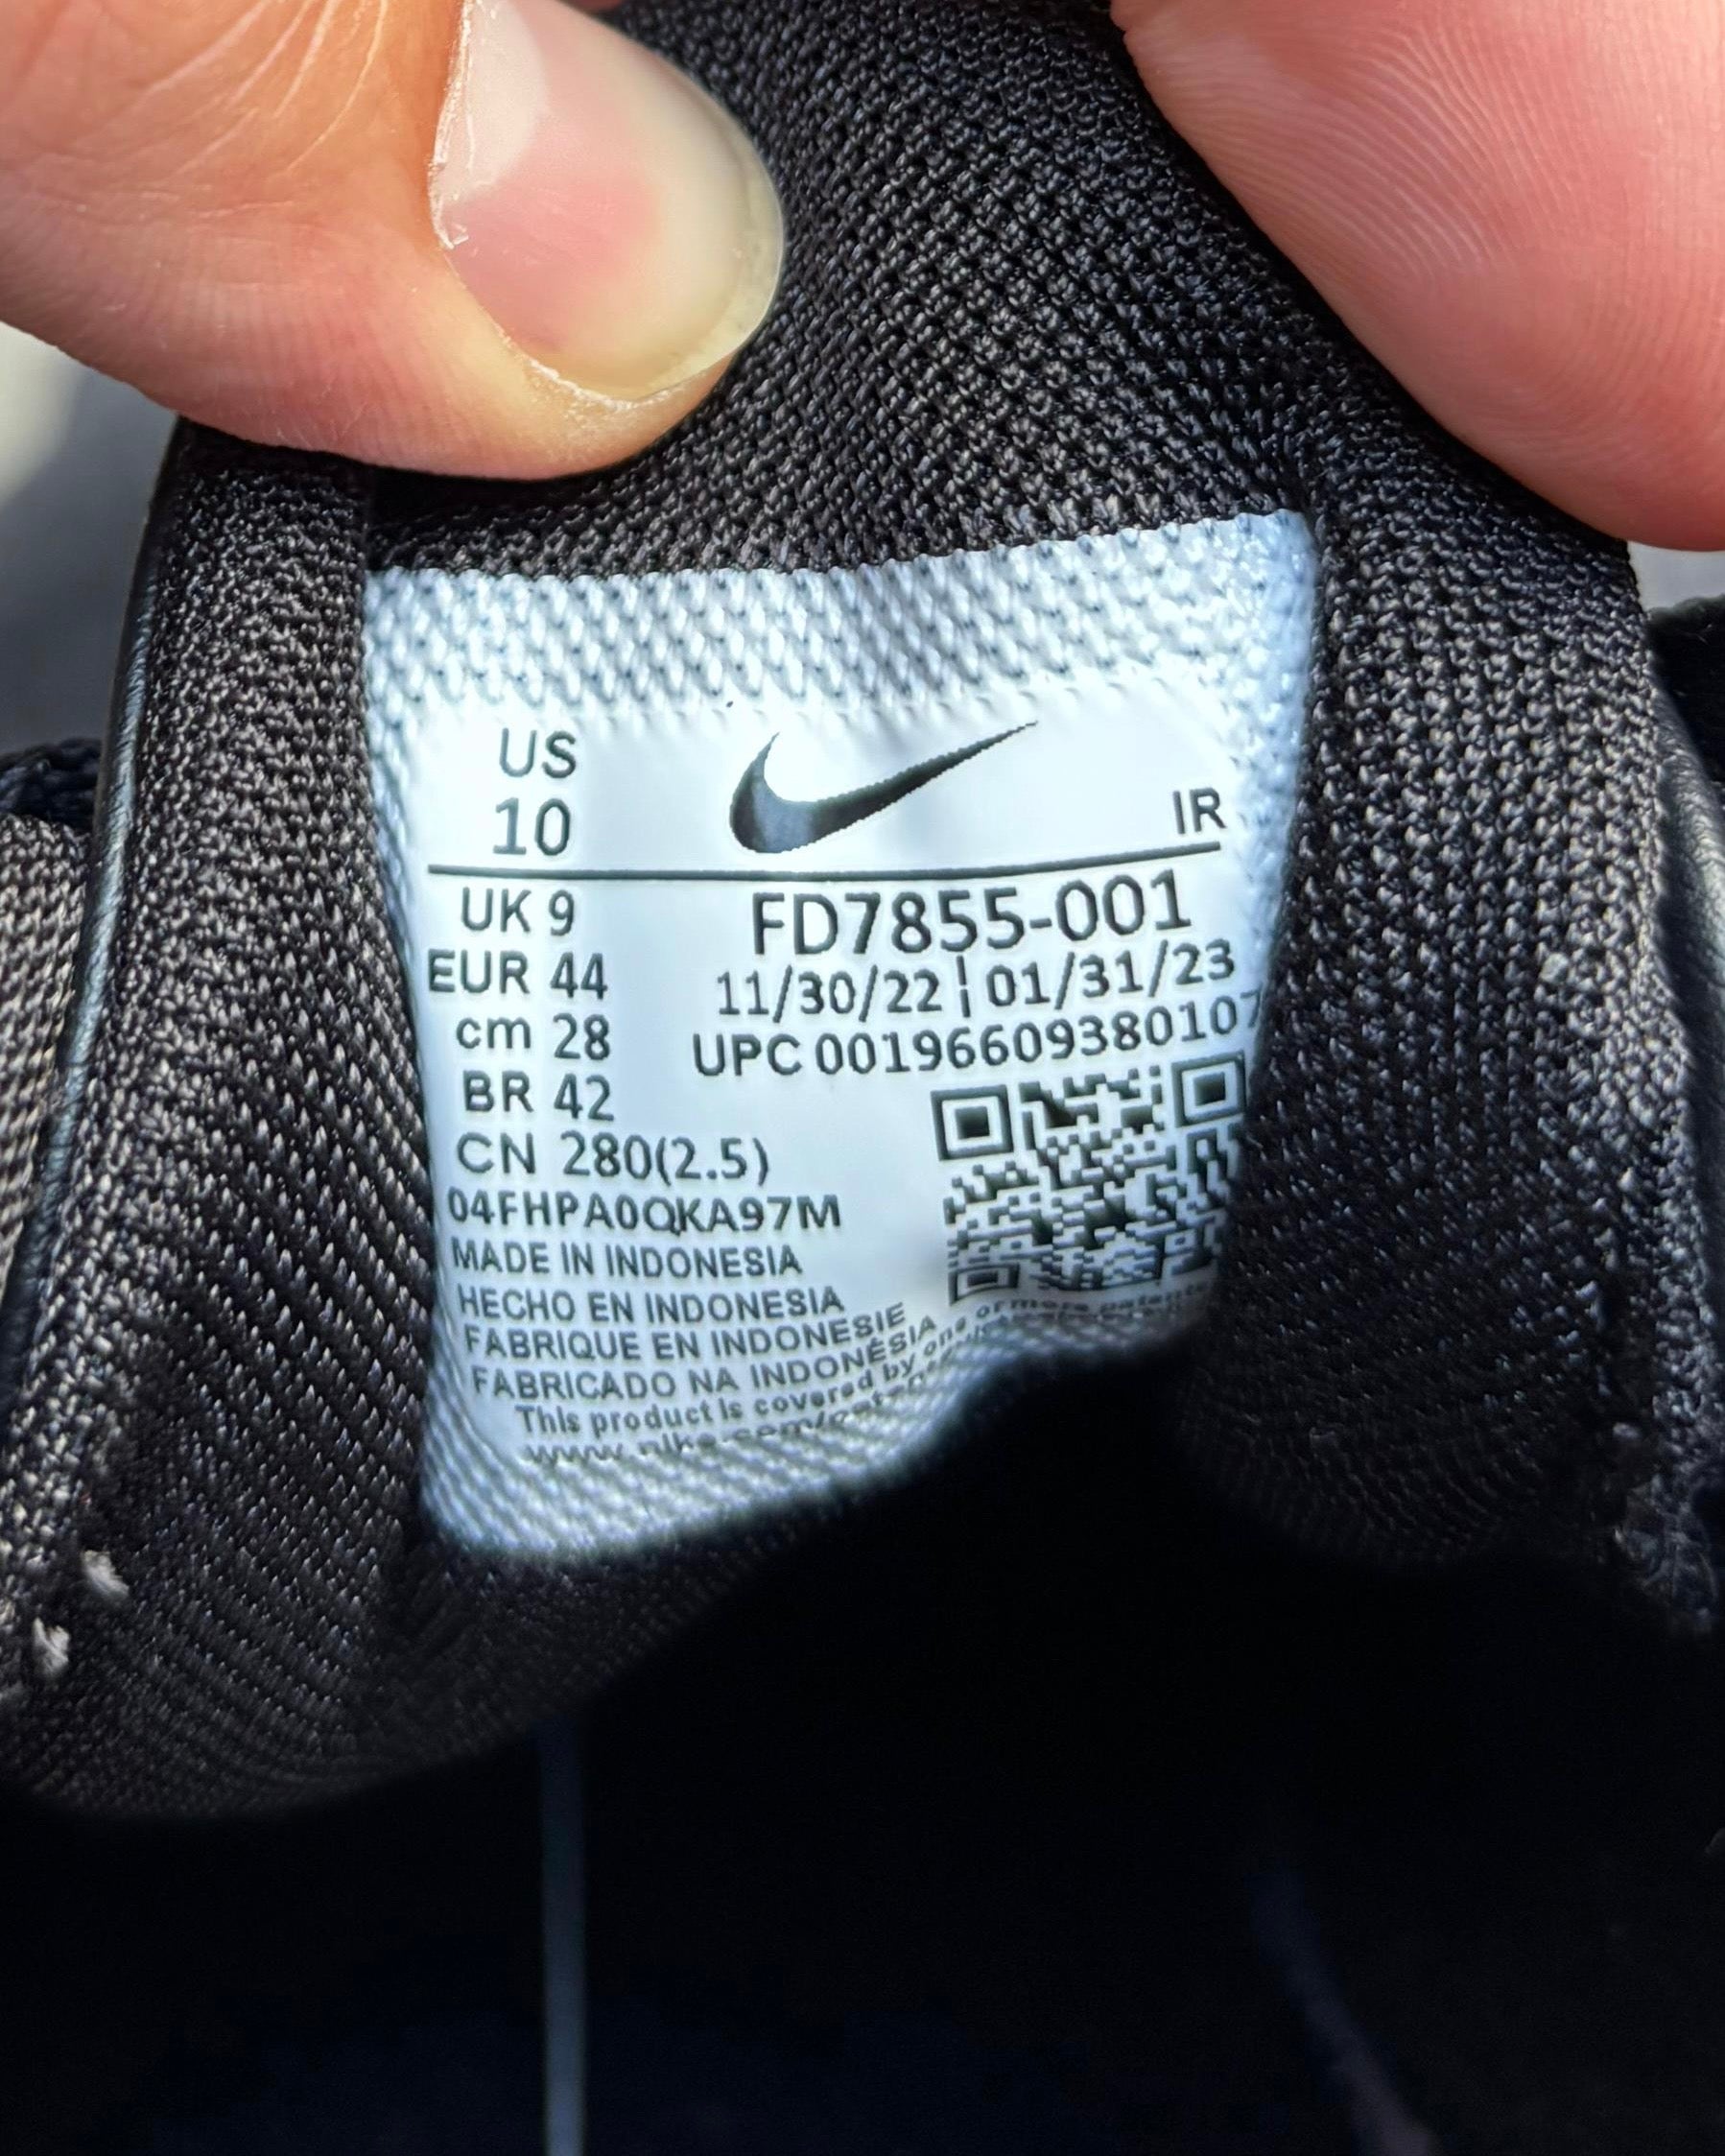 US
10
IR
UK 9
FD7855-001
EUR 44
11/30/22 ¦ 01/31/23
cm 28
UPC 00196609380107
BR 42
CN 280(2.5)
04FHPA0QKA97M
MADE IN INDONESIA
HECHO EN INDONESIA
FABRIQUE EN INDONESIE
FABRICADO NA INDONÉSIA
This product is covered by one or more patents